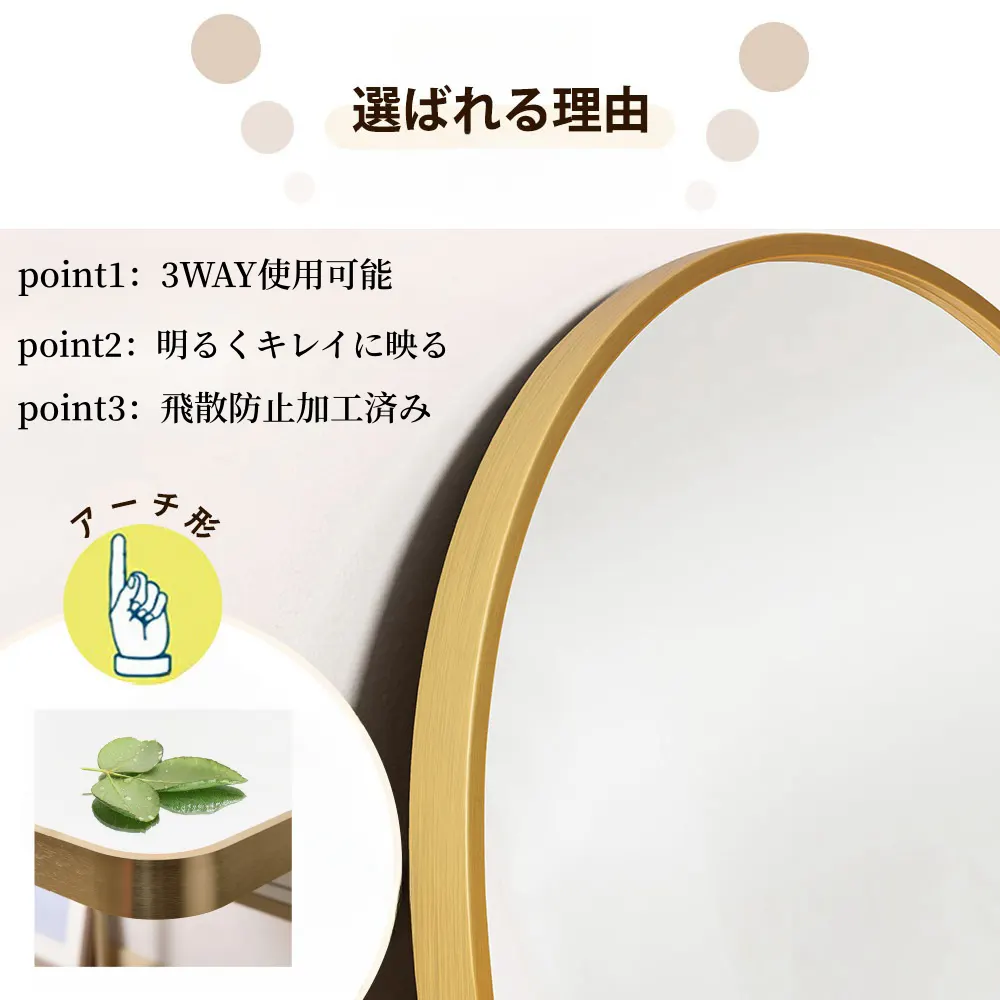 選ばれる理由
point1：3WAY使用可能
point2：明るくキレイに映る
point3：飛散防止加工済み
アーチ形